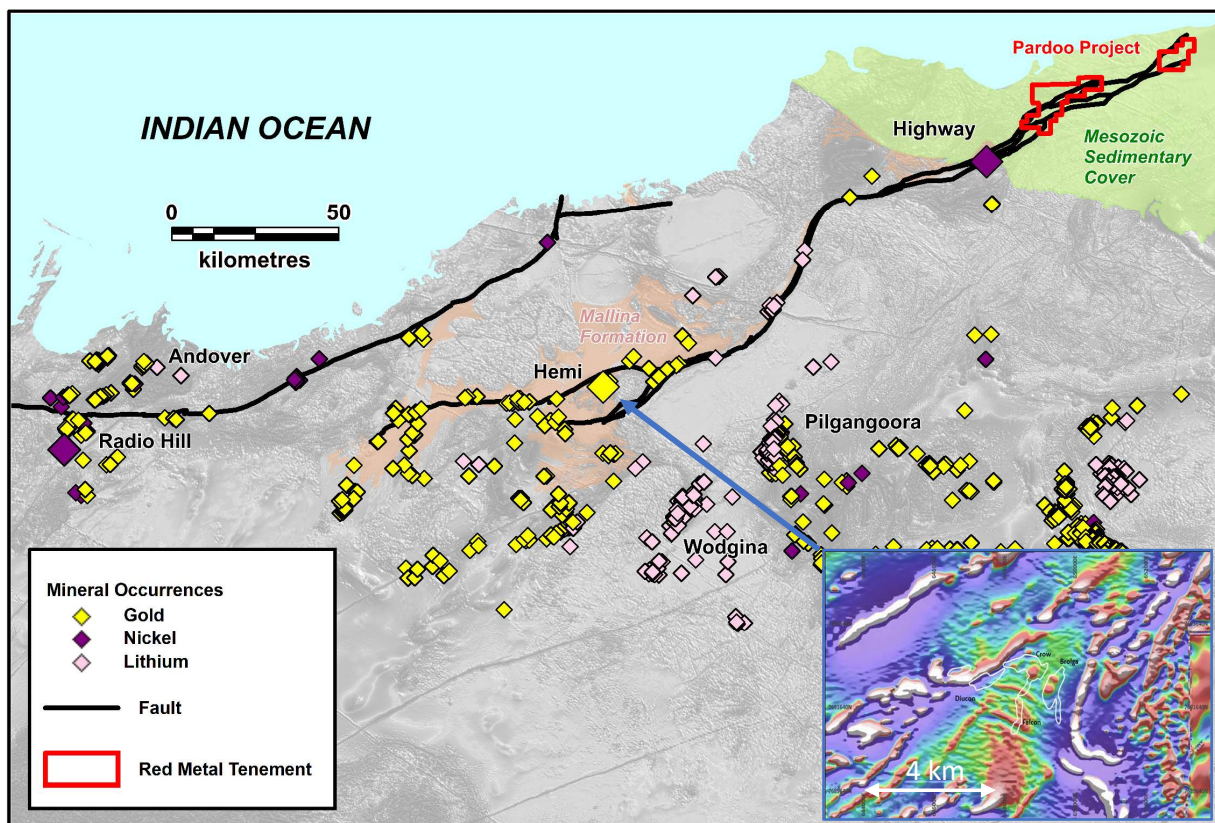 Pardoo Project
INDIAN OCEAN
Highway
Mesozoic
Sedimentary
Cover
0
50
kilometres
Mallina
Formation
Andover
Hemi
Radio Hill
Pilgangoora
Wodgina
Mineral Occurrences
Gold
Nickel
Lithium
Fault
Red Metal Tenement
Crow
Brolga
Diucon
Falcon
4 km